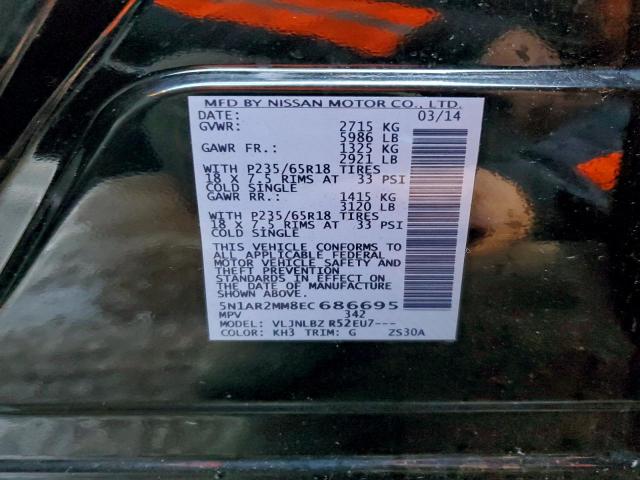 MFD BY NISSAN MOTOR CO., LTD.
DATE: 03/14
GVWR: 2715 KG
5986 LB
GAWR FR.: 1325 KG
2921 LB
WITH P235/65R18 TIRES
18 X 7.5 RIMS AT 33 PSI
COLD SINGLE
GAWR RR.: 1415 KG
3120 LB
WITH P235/65R18 TIRES
18 X 7.5 RIMS AT 33 PSI
COLD SINGLE
THIS VEHICLE CONFORMS TO
ALL APPLICABLE FEDERAL
MOTOR VEHICLE SAFETY AND
THEFT PREVENTION
STANDARDS IN EFFECT ON
THE DATE OF MANUFACTURE
SHOWN ABOVE.
5N1AR2MM8EC686695
MPV 342
MODEL: VLJNLBZ R52EU7---
COLOR: KH3 TRIM: G ZS30A